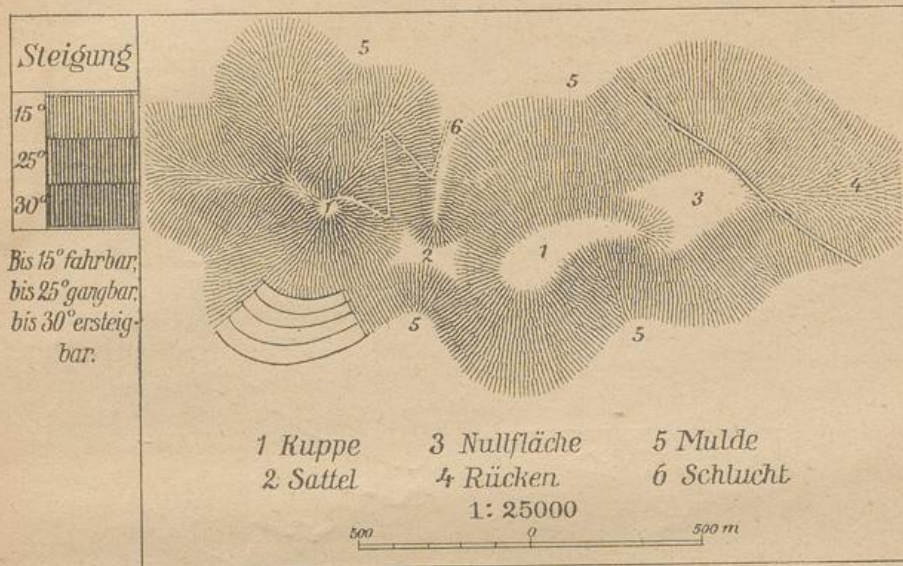 Steigung
15°
25°
30°
Bis 15° fahrbar,
bis 25° gangbar,
bis 30° ersteig-
bar.
5
5
6
1
3
4
2
1
5
5
1 Kuppe
3 Nullfläche
5 Mulde
2 Sattel
4 Rücken
6 Schlucht
1: 25000
500
0
500 m